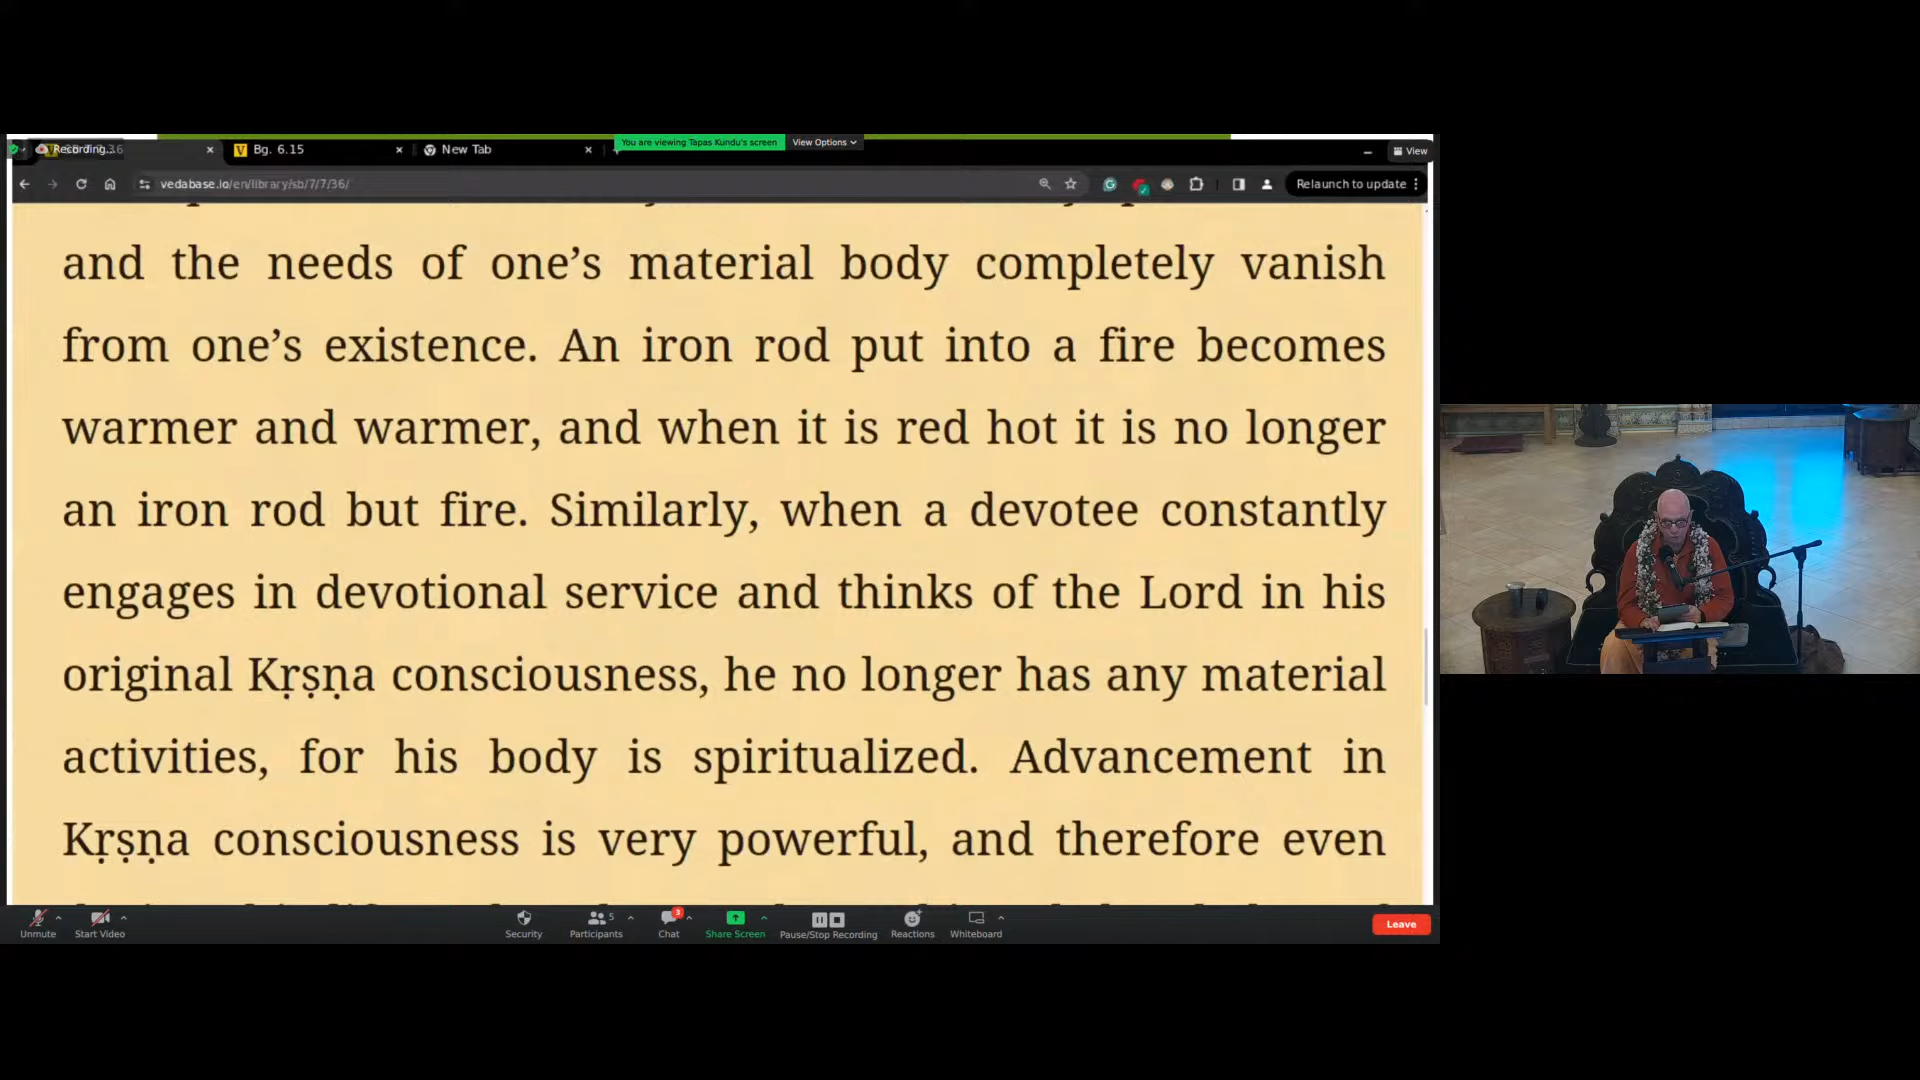 Recording...
Bg. 6.15
New Tab
You are viewing Tapas Kundu's screen
View Options
View
vedabase.io/en/library/sb/7/7/36/
Relaunch to update
and the needs of one’s material body completely vanish
from one’s existence. An iron rod put into a fire becomes
warmer and warmer, and when it is red hot it is no longer
an iron rod but fire. Similarly, when a devotee constantly
engages in devotional service and thinks of the Lord in his
original Kṛṣṇa consciousness, he no longer has any material
activities, for his body is spiritualized. Advancement in
Kṛṣṇa consciousness is very powerful, and therefore even
Unmute
Start Video
Security
Participants
5
Chat
3
Share Screen
Pause/Stop Recording
Reactions
Whiteboard
Leave